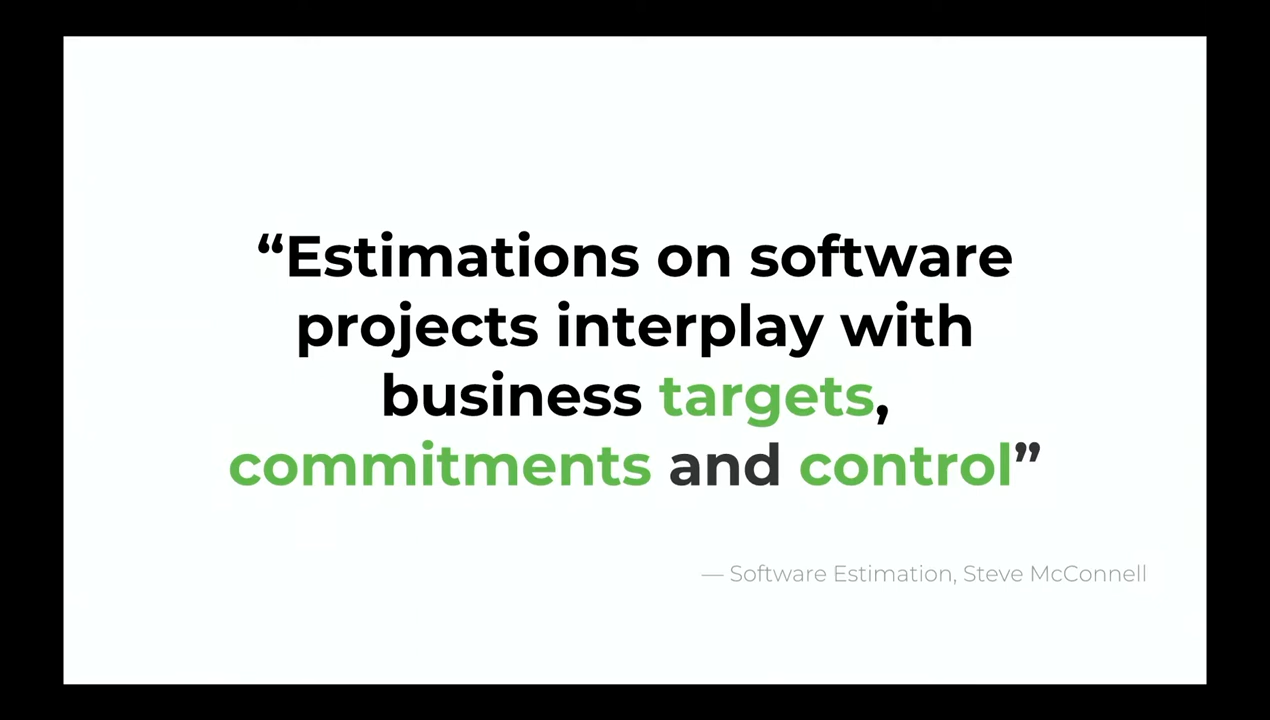 “Estimations on software
projects interplay with
business targets,
commitments and control”
— Software Estimation, Steve McConnell